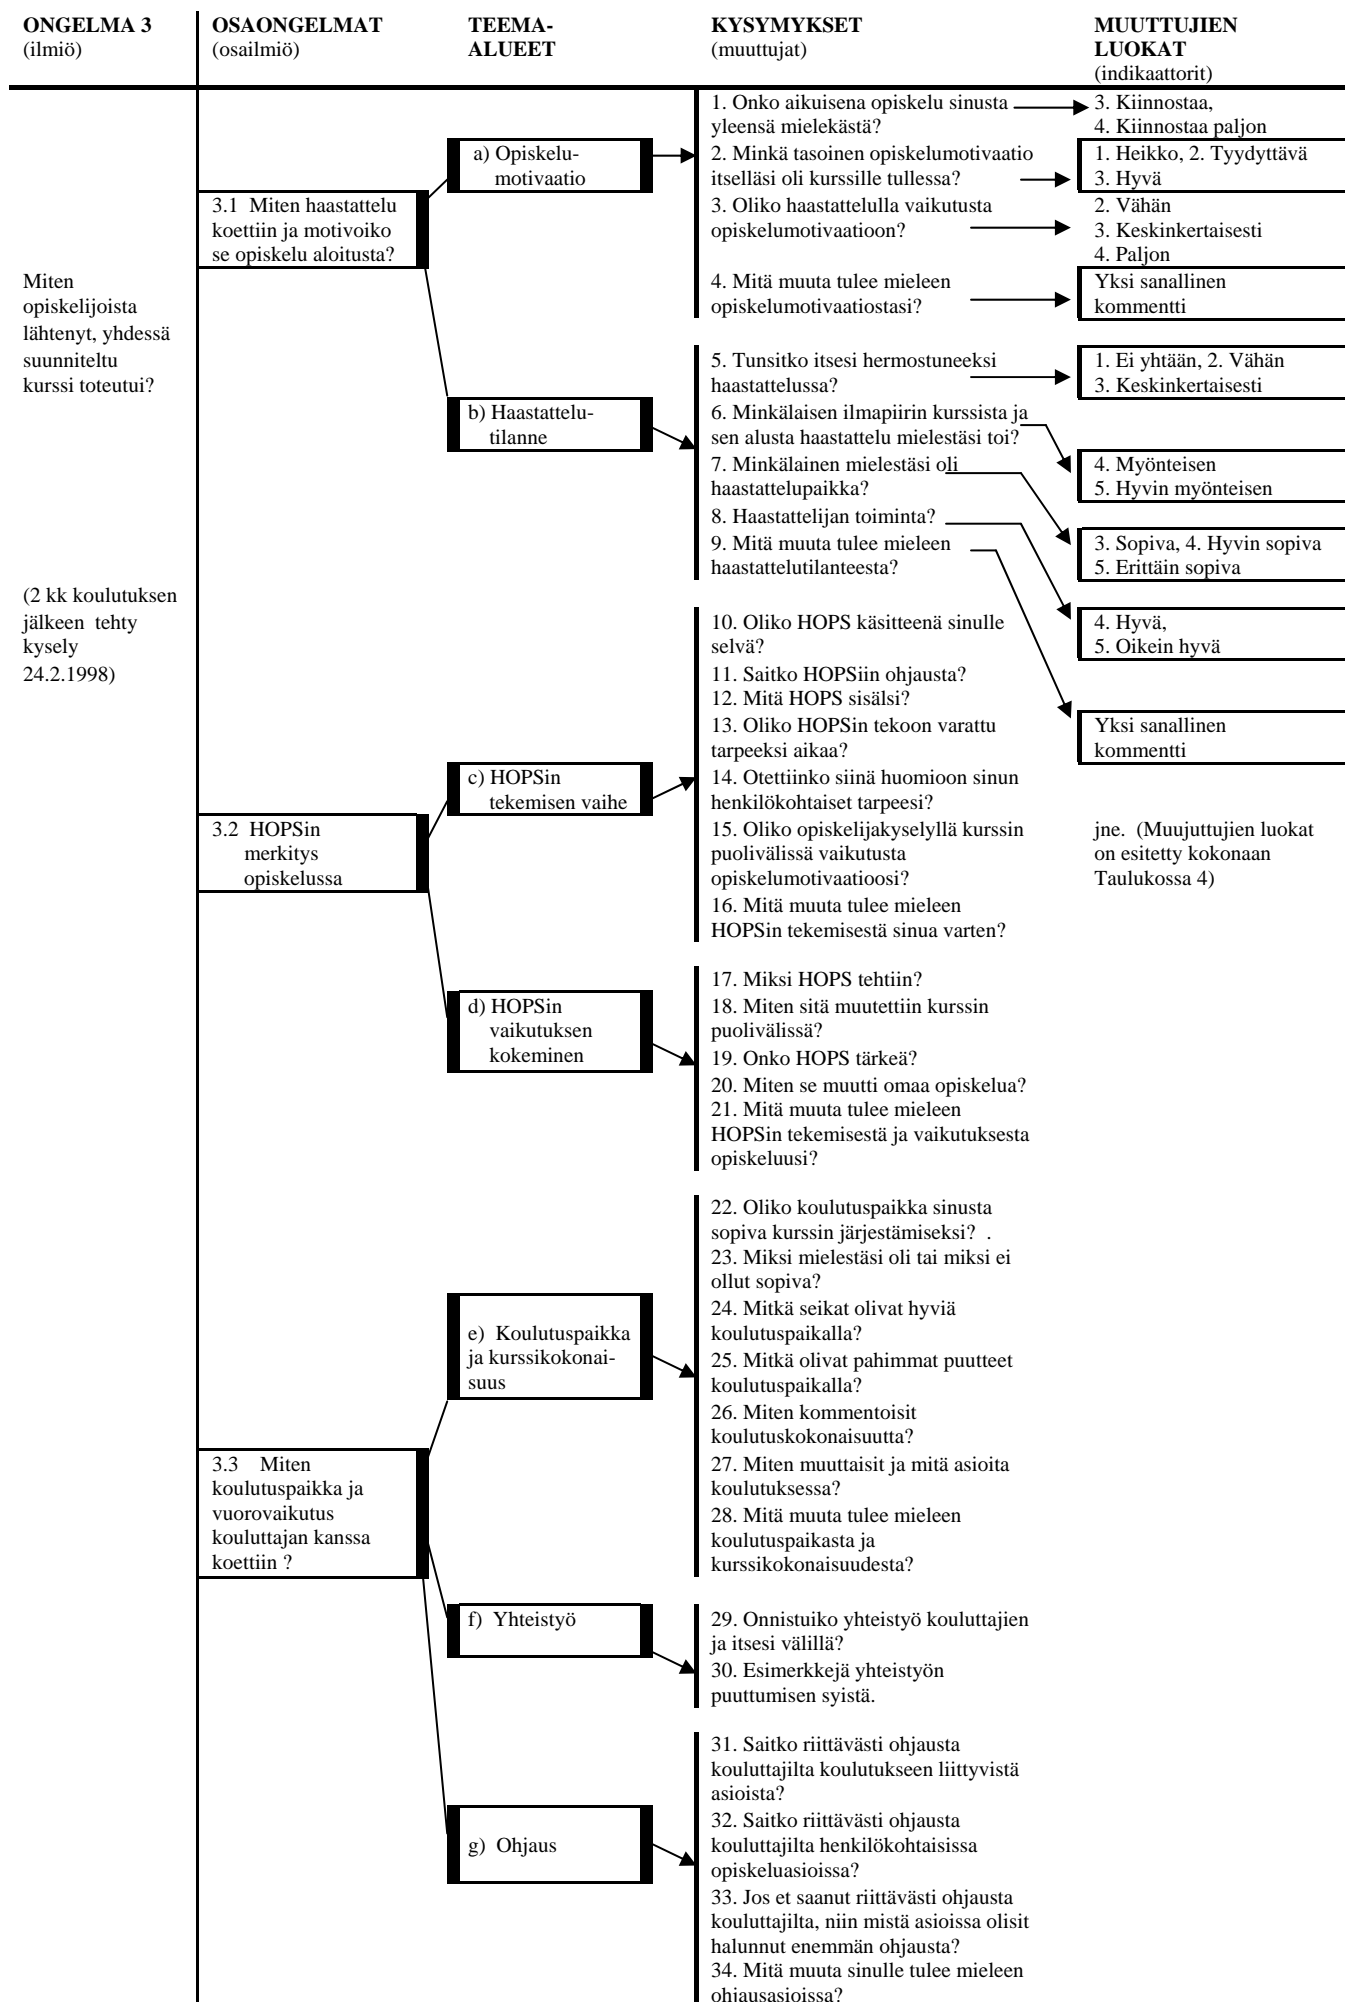 ONGELMA 3
(ilmiö)
OSAONGELMAT
(osailmiö)
TEEMA-
ALUEET
KYSYMYKSET
(muuttujat)
MUUTTUJIEN
LUOKAT
(indikaattorit)
Miten
opiskelijoista
lähtenyt, yhdessä
suunniteltu
kurssi toteutui?
(2 kk koulutuksen
jälkeen tehty
kysely
24.2.1998)
3.1 Miten haastattelu
koettiin ja motivoiko
se opiskelu aloitusta?
a) Opiskelu-
motivaatio
1. Onko aikuisena opiskelu sinusta
yleensä mielekästä?
2. Minkä tasoinen opiskelumotivaatio
itselläsi oli kurssille tullessa?
3. Oliko haastattelulla vaikutusta
opiskelumotivaatioon?
4. Mitä muuta tulee mieleen
opiskelumotivaatiostasi?
3. Kiinnostaa,
4. Kiinnostaa paljon
1. Heikko, 2. Tyydyttävä
3. Hyvä
2. Vähän
3. Keskinkertaisesti
4. Paljon
Yksi sanallinen
kommentti
b) Haastattelu-
tilanne
5. Tunsitko itsesi hermostuneeksi
haastattelussa?
6. Minkälaisen ilmapiirin kurssista ja
sen alusta haastattelu mielestäsi toi?
7. Minkälainen mielestäsi oli
haastattelupaikka?
8. Haastattelijan toiminta?
9. Mitä muuta tulee mieleen
haastattelutilanteesta?
1. Ei yhtään, 2. Vähän
3. Keskinkertaisesti
4. Myönteisen
5. Hyvin myönteisen
3. Sopiva, 4. Hyvin sopiva
5. Erittäin sopiva
4. Hyvä,
5. Oikein hyvä
Yksi sanallinen
kommentti
3.2 HOPSin
merkitys
opiskelussa
c) HOPSin
tekemisen vaihe
10. Oliko HOPS käsitteenä sinulle
selvä?
11. Saitko HOPSiin ohjausta?
12. Mitä HOPS sisälsi?
13. Oliko HOPSin tekoon varattu
tarpeeksi aikaa?
14. Otettiinko siinä huomioon sinun
henkilökohtaiset tarpeesi?
15. Oliko opiskelijakyselyllä kurssin
puolivälissä vaikutusta
opiskelumotivaatioosi?
16. Mitä muuta tulee mieleen
HOPSin tekemisestä sinua varten?
jne. (Muujuttujien luokat
on esitetty kokonaan
Taulukossa 4)
d) HOPSin
vaikutuksen
kokeminen
17. Miksi HOPS tehtiin?
18. Miten sitä muutettiin kurssin
puolivälissä?
19. Onko HOPS tärkeä?
20. Miten se muutti omaa opiskelua?
21. Mitä muuta tulee mieleen
HOPSin tekemisestä ja vaikutuksesta
opiskeluusi?
3.3 Miten
koulutuspaikka ja
vuorovaikutus
kouluttajan kanssa
koettiin ?
e) Koulutuspaikka
ja kurssikokonai-
suus
22. Oliko koulutuspaikka sinusta
sopiva kurssin järjestämiseksi? .
23. Miksi mielestäsi oli tai miksi ei
ollut sopiva?
24. Mitkä seikat olivat hyviä
koulutuspaikalla?
25. Mitkä olivat pahimmat puutteet
koulutuspaikalla?
26. Miten kommentoisit
koulutuskokonaisuutta?
27. Miten muuttaisit ja mitä asioita
koulutuksessa?
28. Mitä muuta tulee mieleen
koulutuspaikasta ja
kurssikokonaisuudesta?
f) Yhteistyö
29. Onnistuiko yhteistyö kouluttajien
ja itsesi välillä?
30. Esimerkkejä yhteistyön
puuttumisen syistä.
g) Ohjaus
31. Saitko riittävästi ohjausta
kouluttajilta koulutukseen liittyvistä
asioista?
32. Saitko riittävästi ohjausta
kouluttajilta henkilökohtaisissa
opiskeluasioissa?
33. Jos et saanut riittävästi ohjausta
kouluttajilta, niin mistä asioissa olisit
halunnut enemmän ohjausta?
34. Mitä muuta sinulle tulee mieleen
ohjausasioissa?